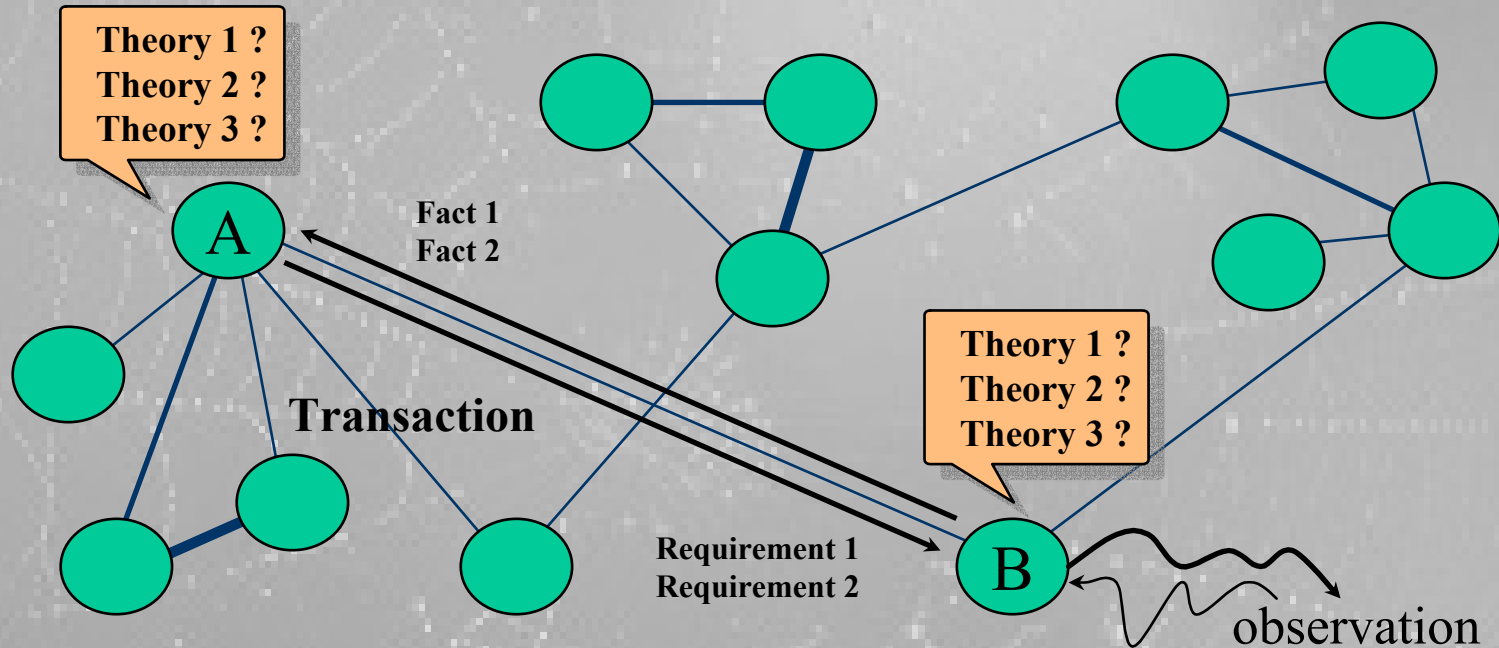 Theory 1 ?
Theory 2 ?
Theory 3 ?
A
Fact 1
Fact 2
Transaction
Theory 1 ?
Theory 2 ?
Theory 3 ?
Requirement 1
Requirement 2
B
observation